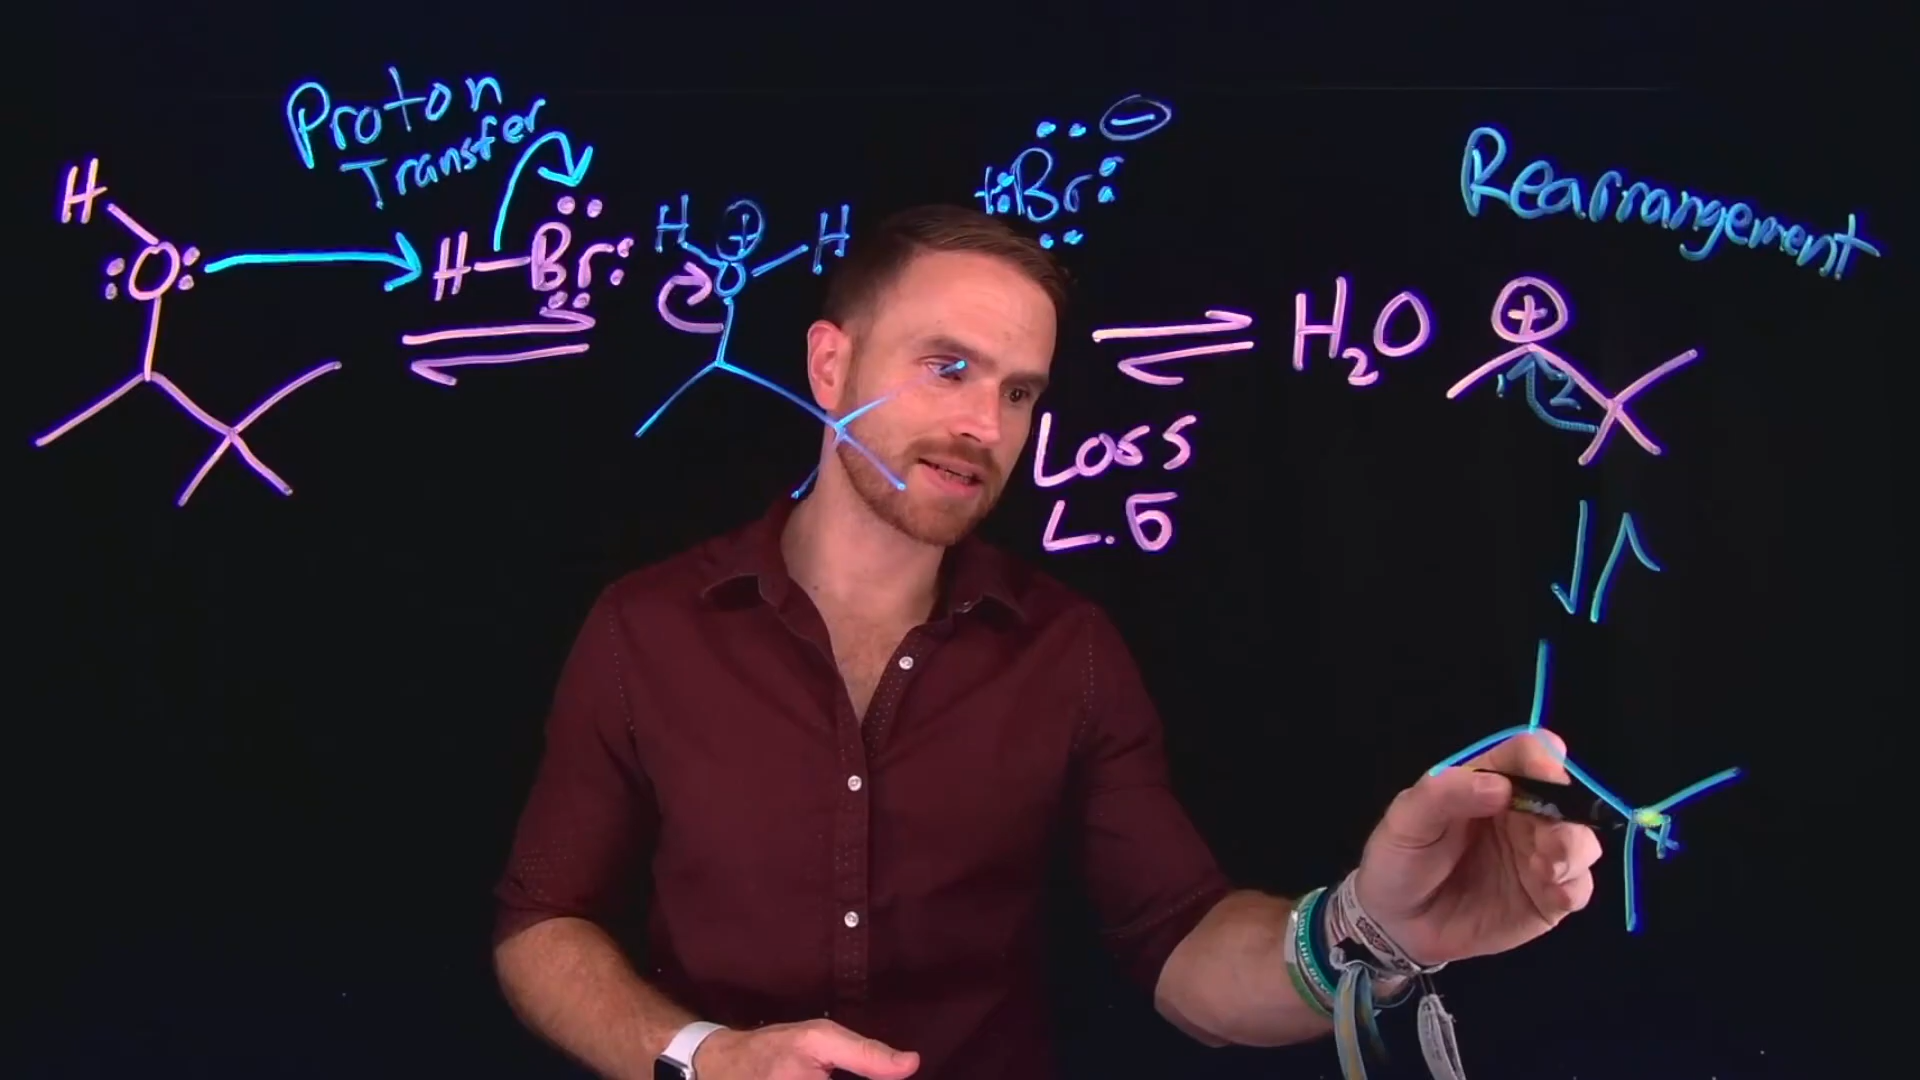 Proton
Transfer
H
:O:
H-Br:
H ⊕ H
O
:Br: ⊖
Loss
L.G
H2O
⊕
1,2
Rearrangement